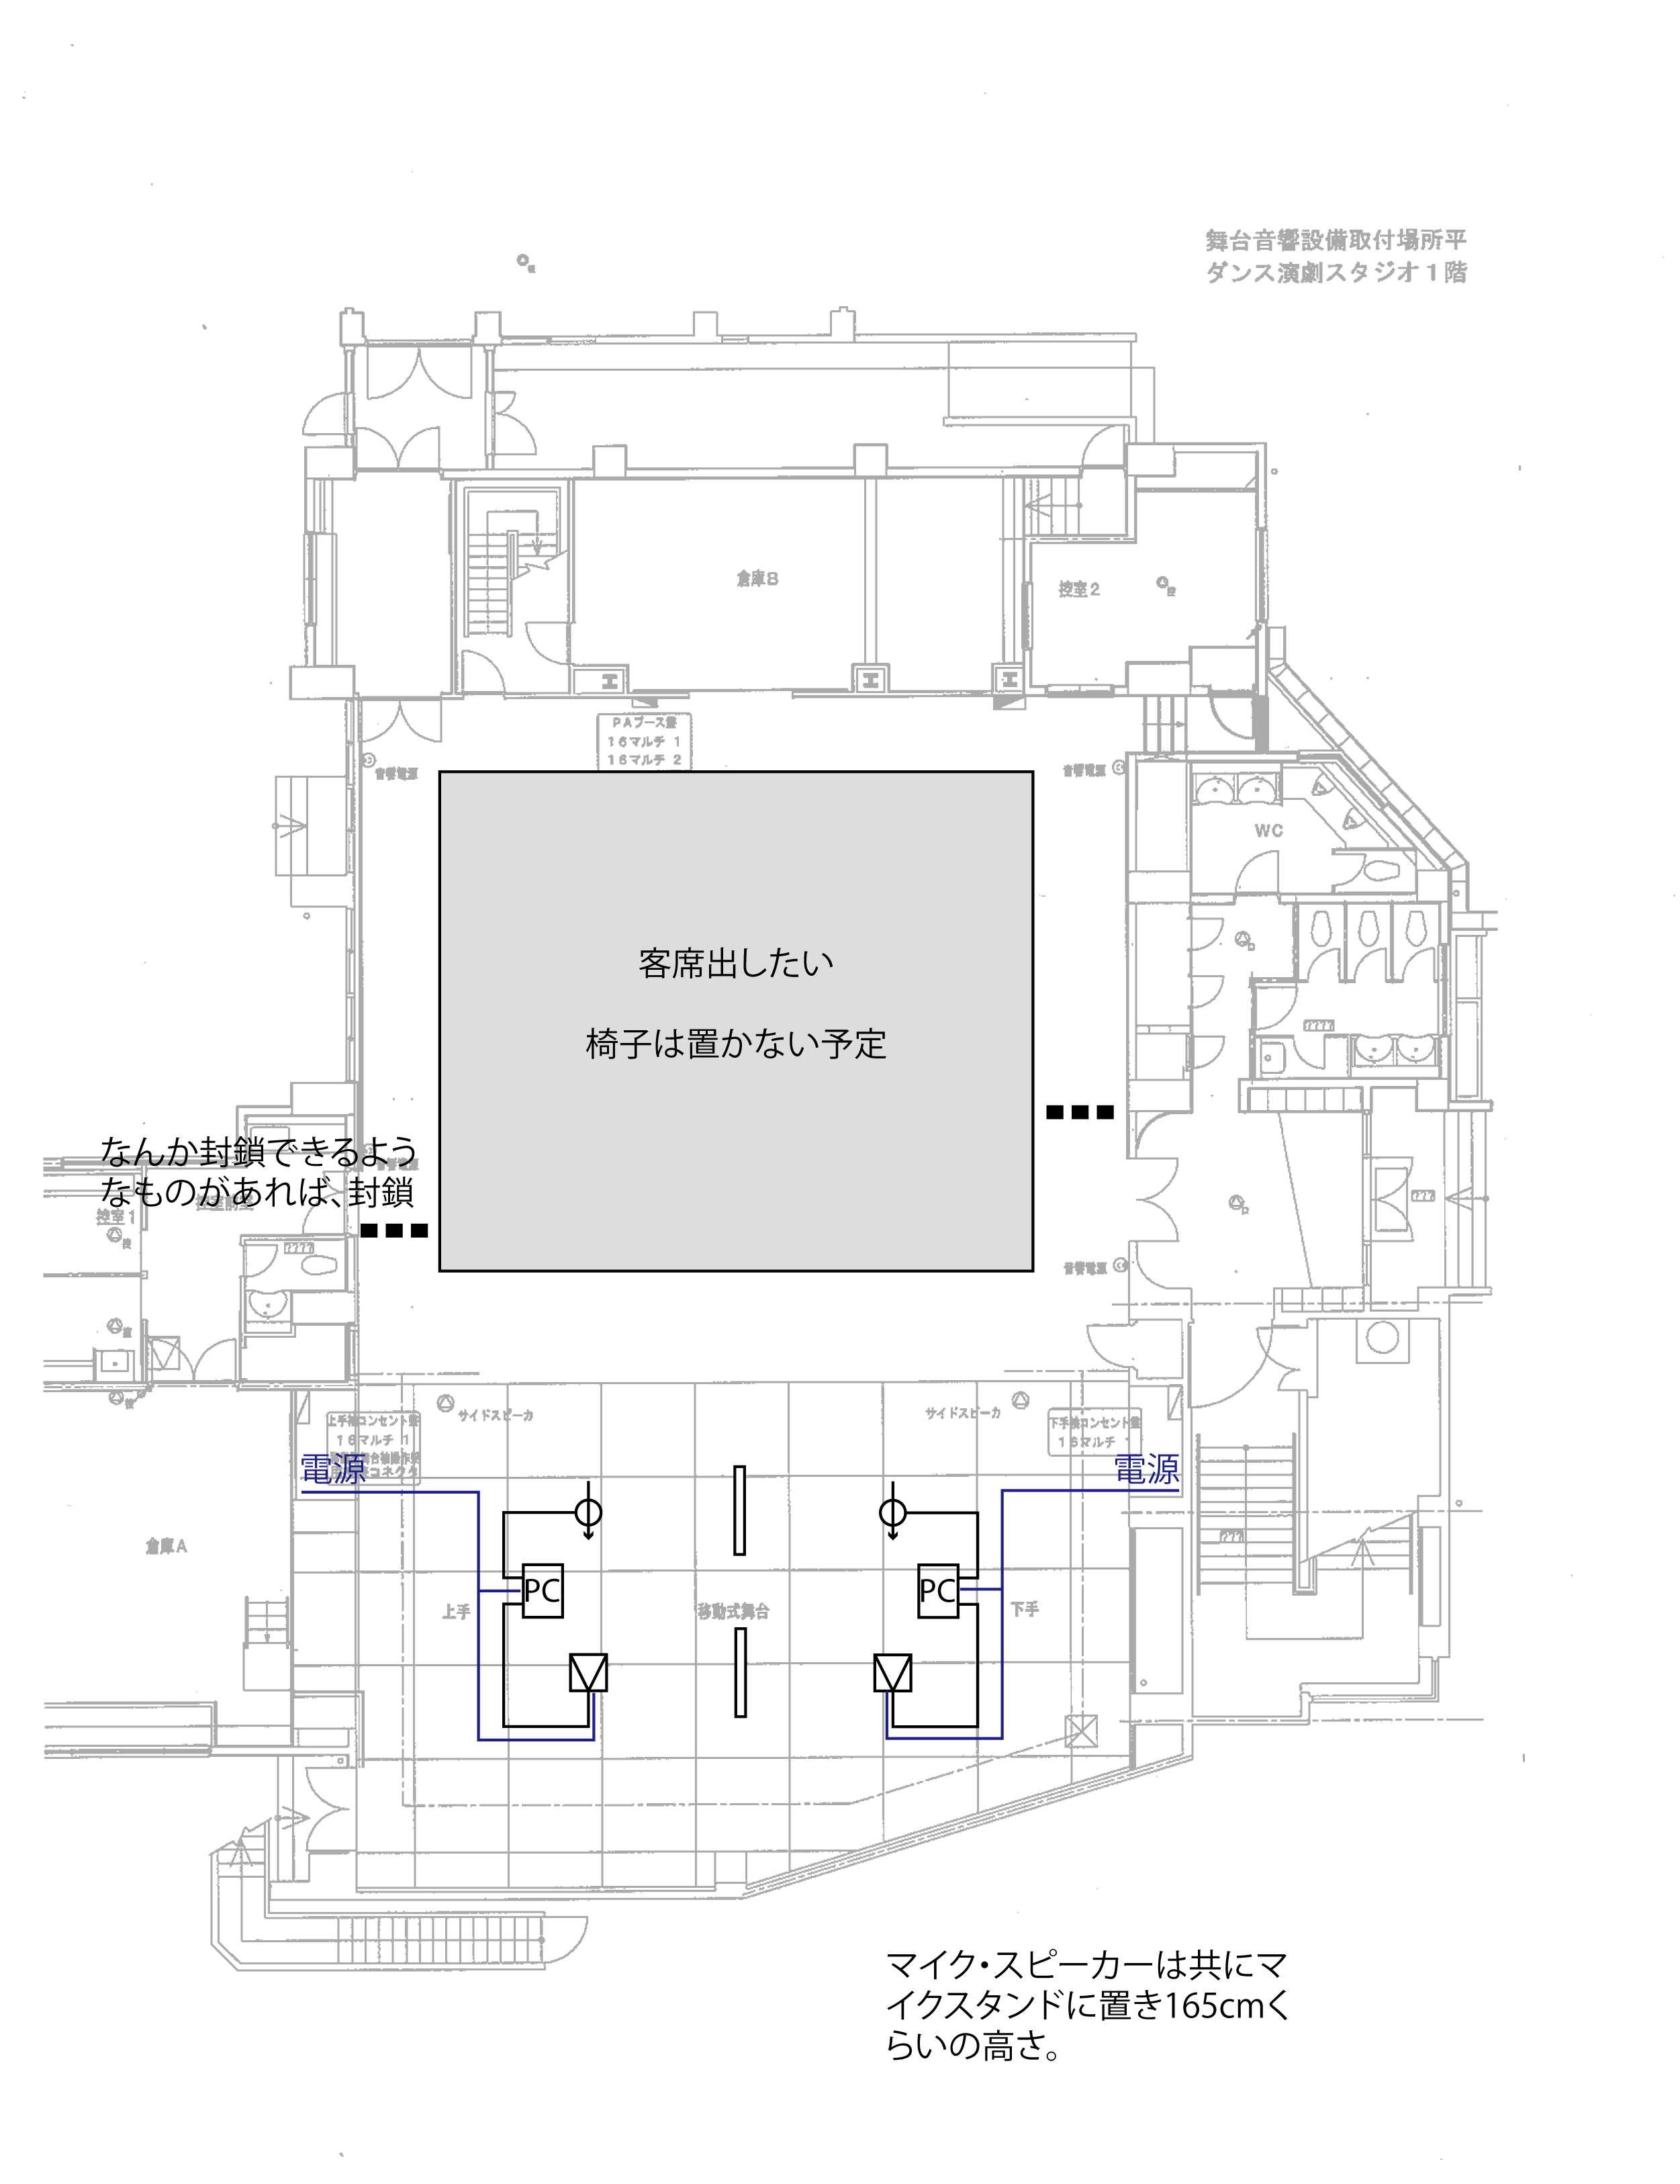 舞台音響設備取付場所平
ダンス演劇スタジオ1階
倉庫B
控室2
PAブース盤
16マルチ 1
16マルチ 2
音響電源
音響電源
WC
客席出したい
椅子は置かない予定
なんか封鎖できるよう
なものがあれば、封鎖
音響電源
控室前室
控室1
音響電源
サイドスピーカ
サイドスピーカ
上手袖コンセント盤
16マルチ 1
下手袖コンセント盤
16マルチ
電源
電源
倉庫A
PC
PC
上手
移動式舞台
下手
マイク・スピーカーは共にマ
イクスタンドに置き165cmく
らいの高さ。